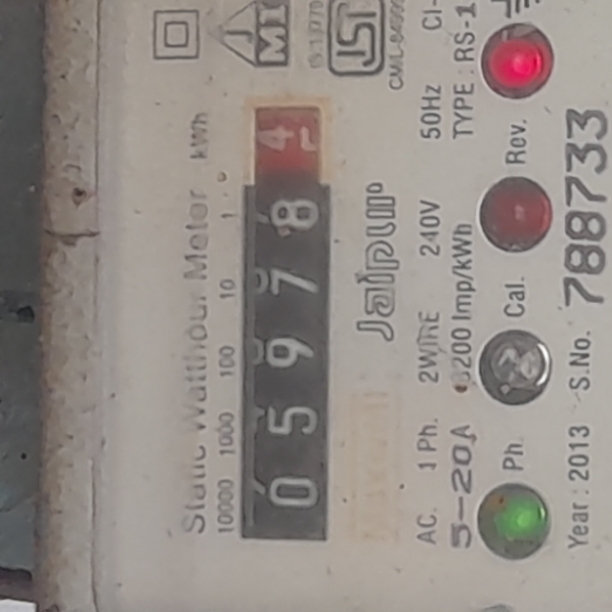 Static Watthour Meter kWh
10000 1000 100 10 1
0 5 9 7 8 4
Jaipur
AC. 1 Ph. 2WIRE 240V 50Hz CI-
5-20A 3200 Imp/kWh TYPE : RS-1
Ph. Cal. Rev.
Year : 2013 S.No. 788733